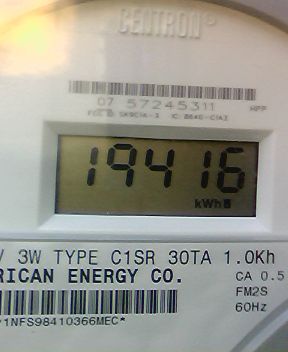 CENTRON®
07 57245311
19416
kWh
V 3W TYPE C1SR 30TA 1.0Kh
RICAN ENERGY CO.
CA 0.5
FM2S
60Hz
*1NFS98410366MEC*